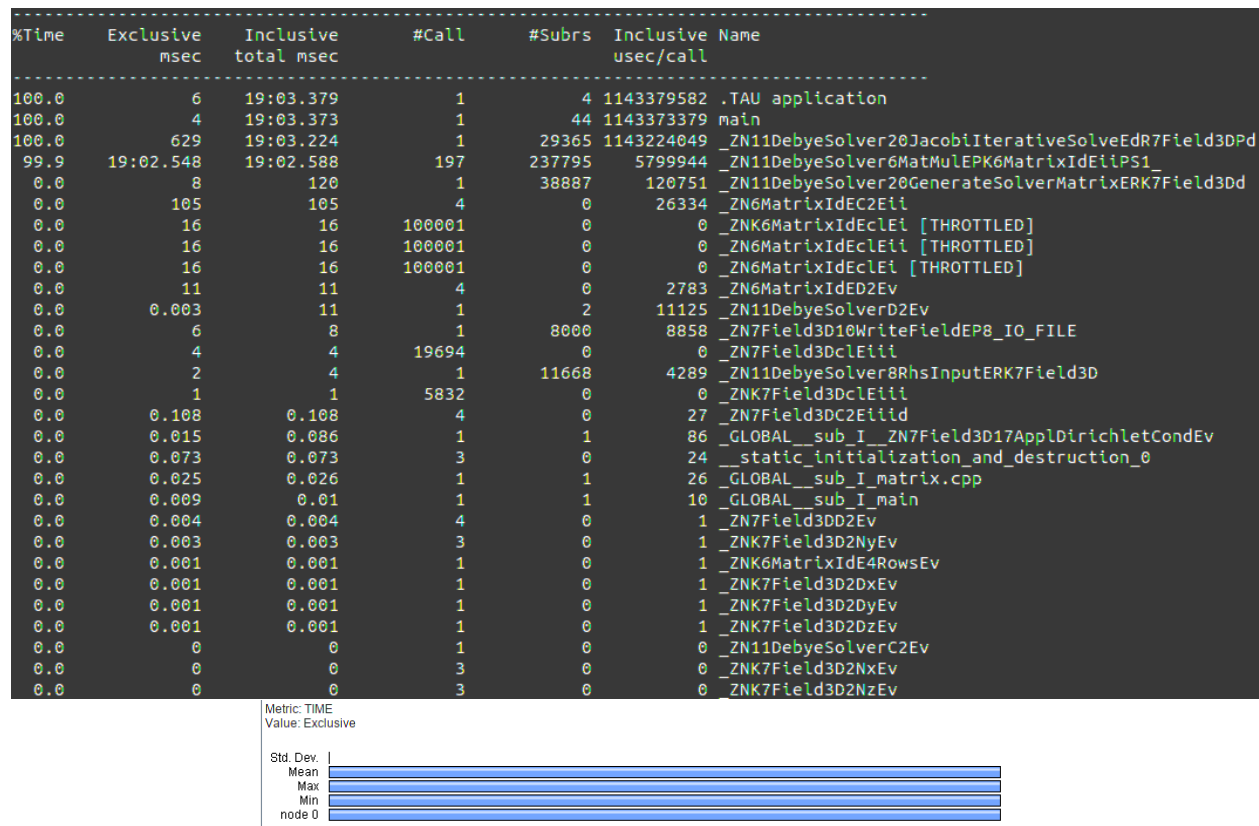 %Time Exclusive Inclusive #Call #Subrs Inclusive Name
msec total msec usec/call
100.0 6 19:03.379 1 4 1143379582 .TAU application
100.0 4 19:03.373 1 44 1143373379 main
100.0 629 19:03.224 1 29365 1143224049 _ZN11DebyeSolver20JacobiIterativeSolveEdR7Field3DPd
99.9 19:02.548 19:02.588 197 237795 5799944 _ZN11DebyeSolver6MatMulEPK6MatrixIdEiiPS1_
0.0 8 120 1 38887 120751 _ZN11DebyeSolver20GenerateSolverMatrixERK7Field3Dd
0.0 105 105 4 0 26334 _ZN6MatrixIdEC2Eii
0.0 16 16 100001 0 0 _ZNK6MatrixIdEclEi [THROTTLED]
0.0 16 16 100001 0 0 _ZN6MatrixIdEclEii [THROTTLED]
0.0 16 16 100001 0 0 _ZN6MatrixIdEclEi [THROTTLED]
0.0 11 11 4 0 2783 _ZN6MatrixIdED2Ev
0.0 0.003 11 1 2 11125 _ZN11DebyeSolverD2Ev
0.0 6 8 1 8000 8858 _ZN7Field3D10WriteFieldEP8_IO_FILE
0.0 4 4 19694 0 0 _ZN7Field3DclEiii
0.0 2 4 1 11668 4289 _ZN11DebyeSolver8RhsInputERK7Field3D
0.0 1 1 5832 0 0 _ZNK7Field3DclEiii
0.0 0.108 0.108 4 0 27 _ZN7Field3DC2Eiiid
0.0 0.015 0.086 1 1 86 _GLOBAL__sub_I__ZN7Field3D17ApplDirichletCondEv
0.0 0.073 0.073 3 0 24 __static_initialization_and_destruction_0
0.0 0.025 0.026 1 1 26 _GLOBAL__sub_I_matrix.cpp
0.0 0.009 0.01 1 1 10 _GLOBAL__sub_I_main
0.0 0.004 0.004 4 0 1 _ZN7Field3DD2Ev
0.0 0.003 0.003 3 0 1 _ZNK7Field3D2NyEv
0.0 0.001 0.001 1 0 1 _ZNK6MatrixIdE4RowsEv
0.0 0.001 0.001 1 0 1 _ZNK7Field3D2DxEv
0.0 0.001 0.001 1 0 1 _ZNK7Field3D2DyEv
0.0 0.001 0.001 1 0 1 _ZNK7Field3D2DzEv
0.0 0 0 1 0 0 _ZN11DebyeSolverC2Ev
0.0 0 0 3 0 0 _ZNK7Field3D2NxEv
0.0 0 0 3 0 0 _ZNK7Field3D2NzEv
Metric: TIME
Value: Exclusive
Std. Dev.
Mean
Max
Min
node 0